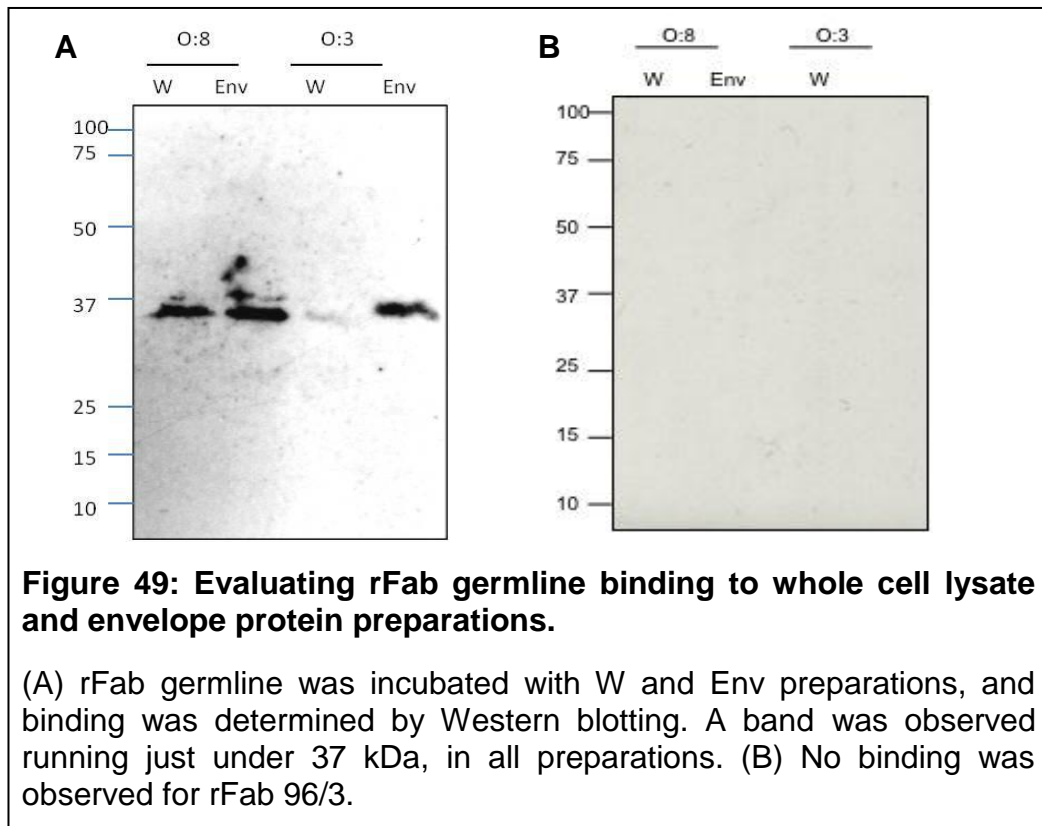 A
O:8 O:3
W Env W Env
100
75
50
37
25
15
10
B
O:8 O:3
W Env W
100
75
50
37
25
15
10
Figure 49: Evaluating rFab germline binding to whole cell lysate
and envelope protein preparations.
(A) rFab germline was incubated with W and Env preparations, and
binding was determined by Western blotting. A band was observed
running just under 37 kDa, in all preparations. (B) No binding was
observed for rFab 96/3.